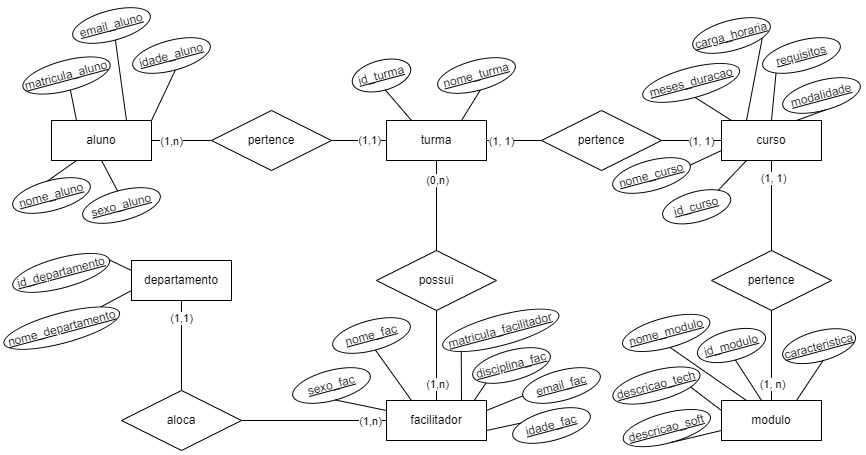 email_aluno
carga_horaria
idade_aluno
requisitos
matricula_aluno
id_turma
nome_turma
meses_duracao
modalidade
aluno
(1,n)
pertence
(1,1)
turma
(1, 1)
pertence
(1, 1)
curso
nome_aluno
sexo_aluno
(0,n)
nome_curso
id_curso
(1, 1)
id_departamento
departamento
possui
pertence
nome_departamento
(1,1)
nome_fac
matricula_facilitador
nome_modulo
id_modulo
caracteristica
disciplina_fac
sexo_fac
(1,n)
email_fac
descricao_tech
(1, n)
aloca
(1,n)
facilitador
idade_fac
descricao_soft
modulo